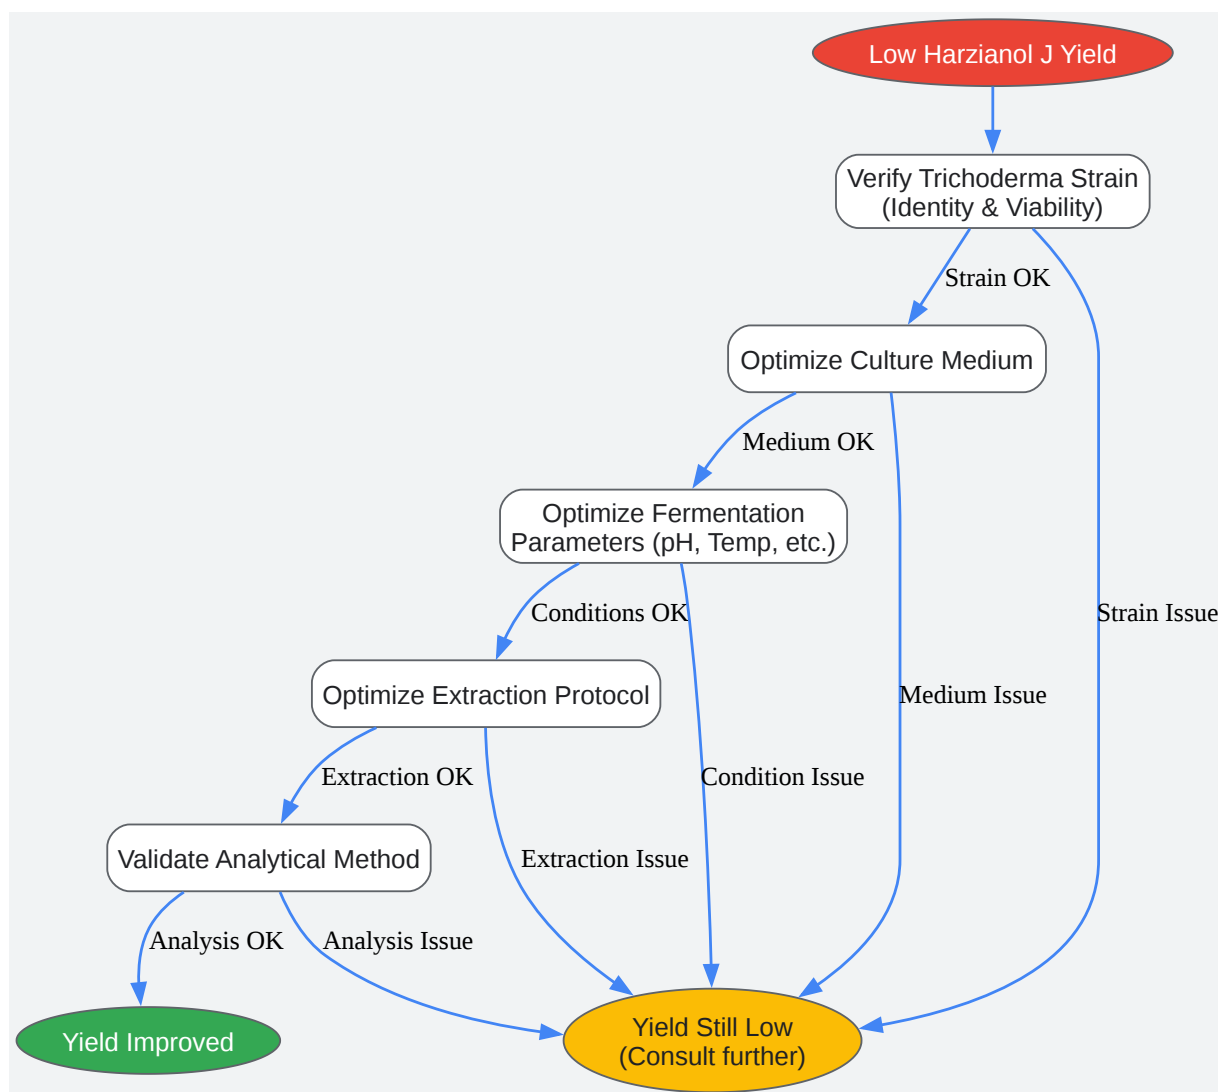 Low Harzianol J Yield
Verify Trichoderma Strain
(Identity & Viability)
Strain OK
Optimize Culture Medium
Medium OK
Optimize Fermentation
Parameters (pH, Temp, etc.)
Conditions OK
Strain Issue
Optimize Extraction Protocol
Medium Issue
Extraction OK
Condition Issue
Validate Analytical Method
Extraction Issue
Analysis OK
Analysis Issue
Yield Improved
Yield Still Low
(Consult further)